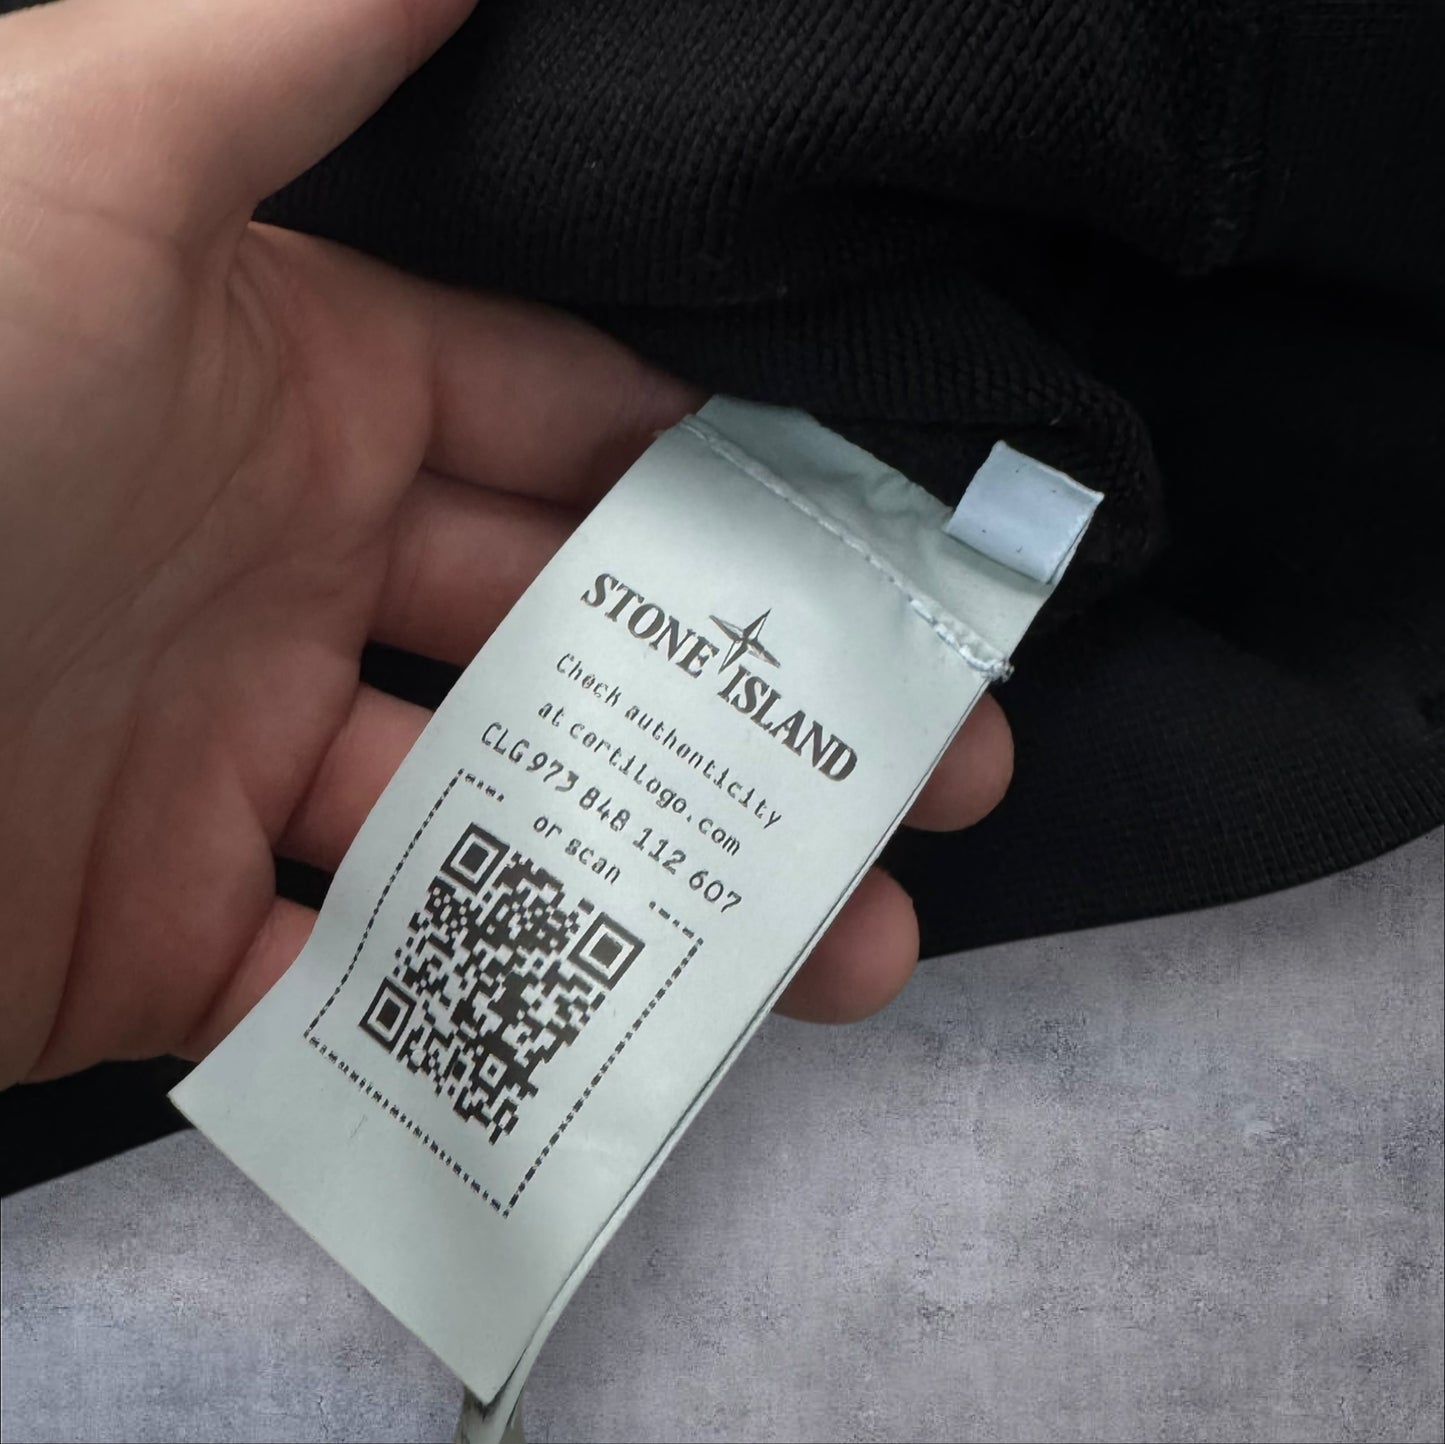 STONE ISLAND
Check authenticity
at certilogo.com
CLG 973 848 112 607
or scan